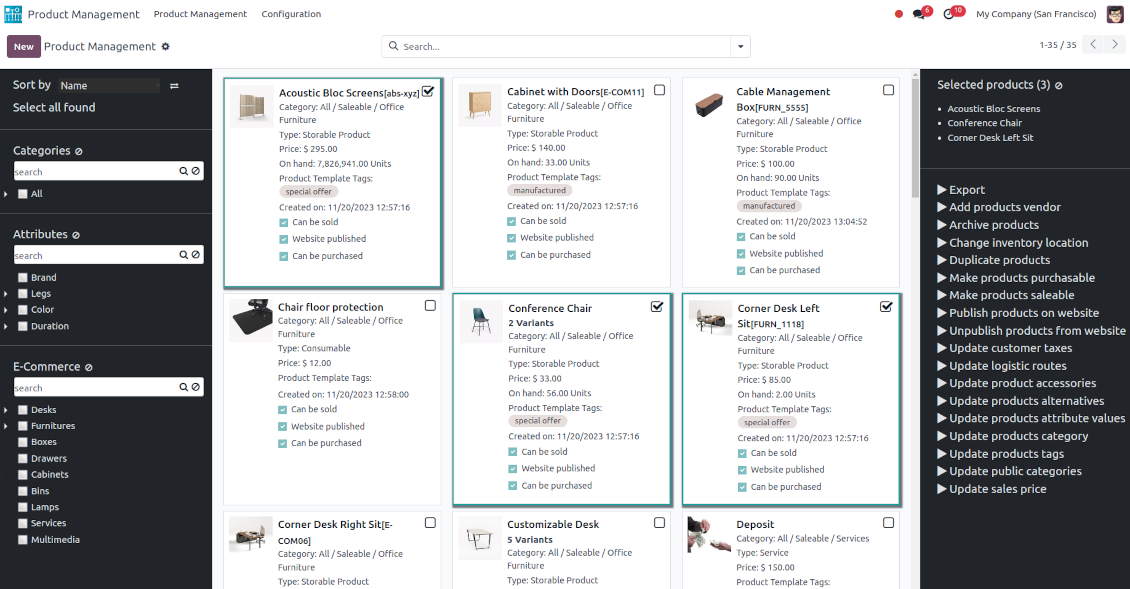 Product Management
Product Management
Configuration
6
10
My Company (San Francisco)
New
Product Management
Search...
1-35 / 35
Sort by
Name
Select all found
Categories
search
All
Attributes
search
Brand
Legs
Color
Duration
E-Commerce
search
Desks
Furnitures
Boxes
Drawers
Cabinets
Bins
Lamps
Services
Multimedia
Acoustic Bloc Screens[abs-xyz]
Category: All / Saleable / Office
Furniture
Type: Storable Product
Price: $ 295.00
On hand: 7,826,941.00 Units
Product Template Tags:
special offer
Created on: 11/20/2023 12:57:16
Can be sold
Website published
Can be purchased
Cabinet with Doors[E-COM11]
Category: All / Saleable / Office
Furniture
Type: Storable Product
Price: $ 140.00
On hand: 33.00 Units
Product Template Tags:
manufactured
Created on: 11/20/2023 12:57:16
Can be sold
Website published
Can be purchased
Cable Management
Box[FURN_5555]
Category: All / Saleable / Office
Furniture
Type: Storable Product
Price: $ 100.00
On hand: 90.00 Units
Product Template Tags:
manufactured
Created on: 11/20/2023 13:04:52
Can be sold
Website published
Can be purchased
Chair floor protection
Category: All / Saleable / Office
Furniture
Type: Consumable
Price: $ 12.00
Product Template Tags:
Created on: 11/20/2023 12:58:00
Can be sold
Website published
Can be purchased
Conference Chair
2 Variants
Category: All / Saleable / Office
Furniture
Type: Storable Product
Price: $ 33.00
On hand: 56.00 Units
Product Template Tags:
special offer
Created on: 11/20/2023 12:57:16
Can be sold
Website published
Can be purchased
Corner Desk Left
Sit[FURN_1118]
Category: All / Saleable / Office
Furniture
Type: Storable Product
Price: $ 85.00
On hand: 2.00 Units
Product Template Tags:
special offer
Created on: 11/20/2023 12:57:16
Can be sold
Website published
Can be purchased
Corner Desk Right Sit[E-
COM06]
Category: All / Saleable / Office
Furniture
Type: Storable Product
Customizable Desk
5 Variants
Category: All / Saleable / Office
Furniture
Type: Storable Product
Deposit
Category: All / Saleable / Services
Type: Service
Price: $ 150.00
Product Template Tags:
Selected products (3)
Acoustic Bloc Screens
Conference Chair
Corner Desk Left Sit
Export
Add products vendor
Archive products
Change inventory location
Duplicate products
Make products purchasable
Make products saleable
Publish products on website
Unpublish products from website
Update customer taxes
Update logistic routes
Update product accessories
Update products alternatives
Update products attribute values
Update products category
Update products tags
Update public categories
Update sales price